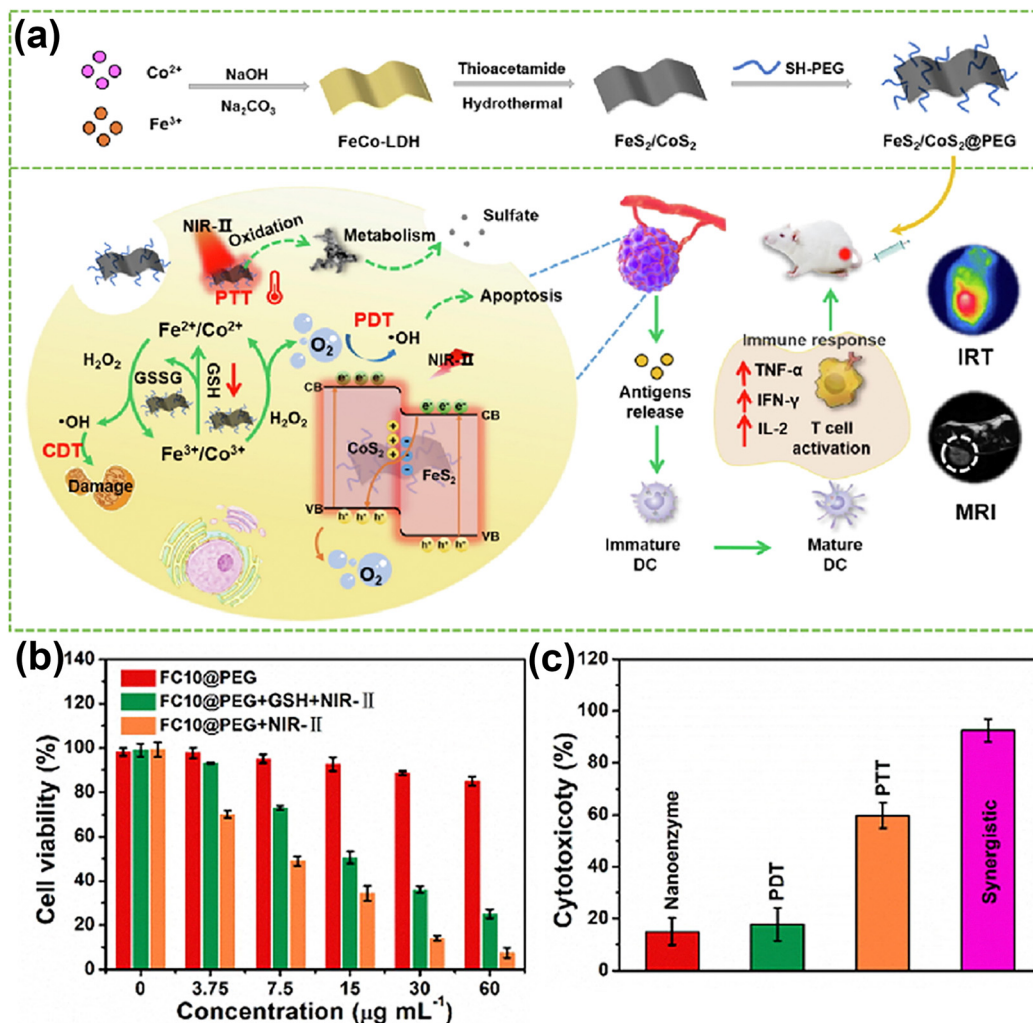 (a)
Co²⁺
Fe³⁺
NaOH
Na₂CO₃
FeCo-LDH
Thioacetamide
Hydrothermal
FeS₂/CoS₂
SH-PEG
FeS₂/CoS₂@PEG
NIR-II
Oxidation
PTT
Metabolism
Sulfate
Apoptosis
Fe²⁺/Co²⁺
H₂O₂
GSSG
GSH
O₂
PDT
•OH
NIR-II
H₂O₂
•OH
CDT
Damage
Fe³⁺/Co³⁺
CB
e⁻ e⁻ e⁻
e⁻ e⁻ e⁻
CB
CoS₂
FeS₂
VB
h⁺ h⁺ h⁺
h⁺ h⁺ h⁺
VB
O₂
Antigens
release
Immature
DC
Immune response
TNF-α
IFN-γ
IL-2
T cell
activation
Mature
DC
IRT
MRI
(b)
Cell viability (%)
140
120
100
80
60
40
20
0
FC10@PEG
FC10@PEG+GSH+NIR-II
FC10@PEG+NIR-II
0 3.75 7.5 15 30 60
Concentration (μg mL⁻¹)
(c)
Cytotoxicoty (%)
120
100
80
60
40
20
0
Nanoenzyme
PDT
PTT
Synergistic